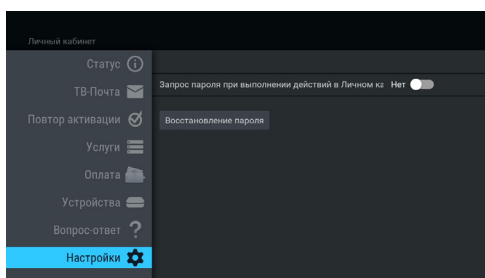 Личный кабинет
Статус
ТВ-Почта
Запрос пароля при выполнении действий в Личном ка Нет
Повтор активации
Восстановление пароля
Услуги
Оплата
Устройства
Вопрос-ответ
Настройки